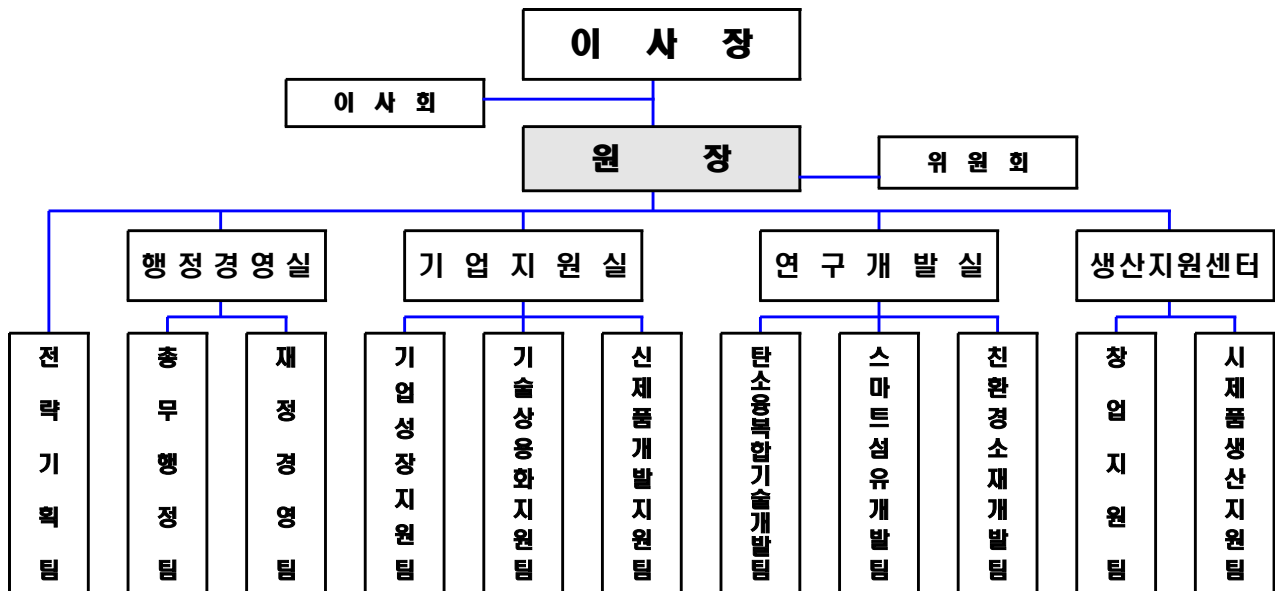 이 사 장
이 사 회
원 장
위 원 회
행정경영실
기 업 지 원 실
연 구 개 발 실
생산지원센터
전략기획팀
총무행정팀
재정경영팀
기업성장지원팀
기술상용화지원팀
신제품개발지원팀
탄소융복합기술개발팀
스마트섬유개발팀
친환경소재개발팀
창업지원팀
시제품생산지원팀